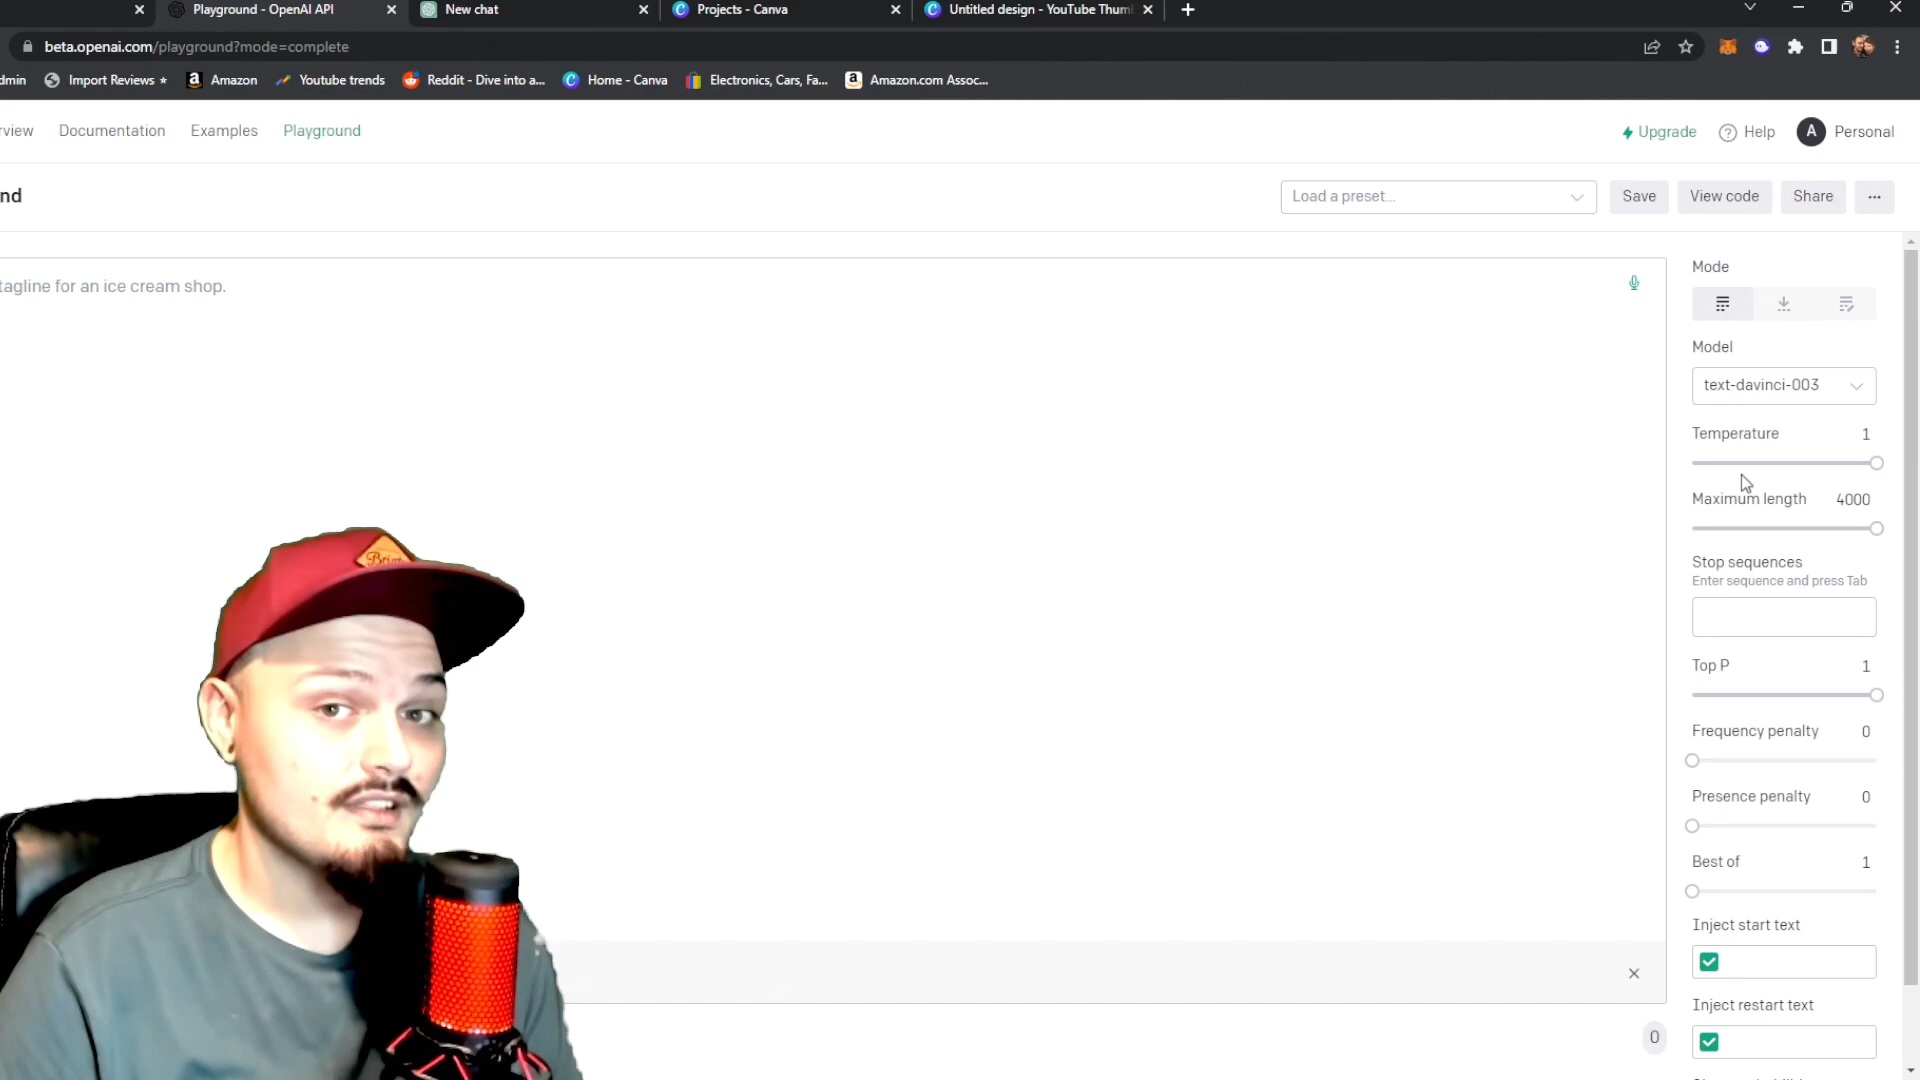 Playground - OpenAI API
New chat
Projects - Canva
Untitled design - YouTube Thum
beta.openai.com/playground?mode=complete
dmin
Import Reviews ★
Amazon
Youtube trends
Reddit - Dive into a...
Home - Canva
Electronics, Cars, Fa...
Amazon.com Assoc...
rview
Documentation
Examples
Playground
Upgrade
Help
A
Personal
nd
Load a preset...
Save
View code
Share
...
tagline for an ice cream shop.
Mode
Model
text-davinci-003
Temperature 1
Maximum length 4000
Stop sequences
Enter sequence and press Tab
Top P 1
Frequency penalty 0
Presence penalty 0
Best of 1
Inject start text
Inject restart text
0